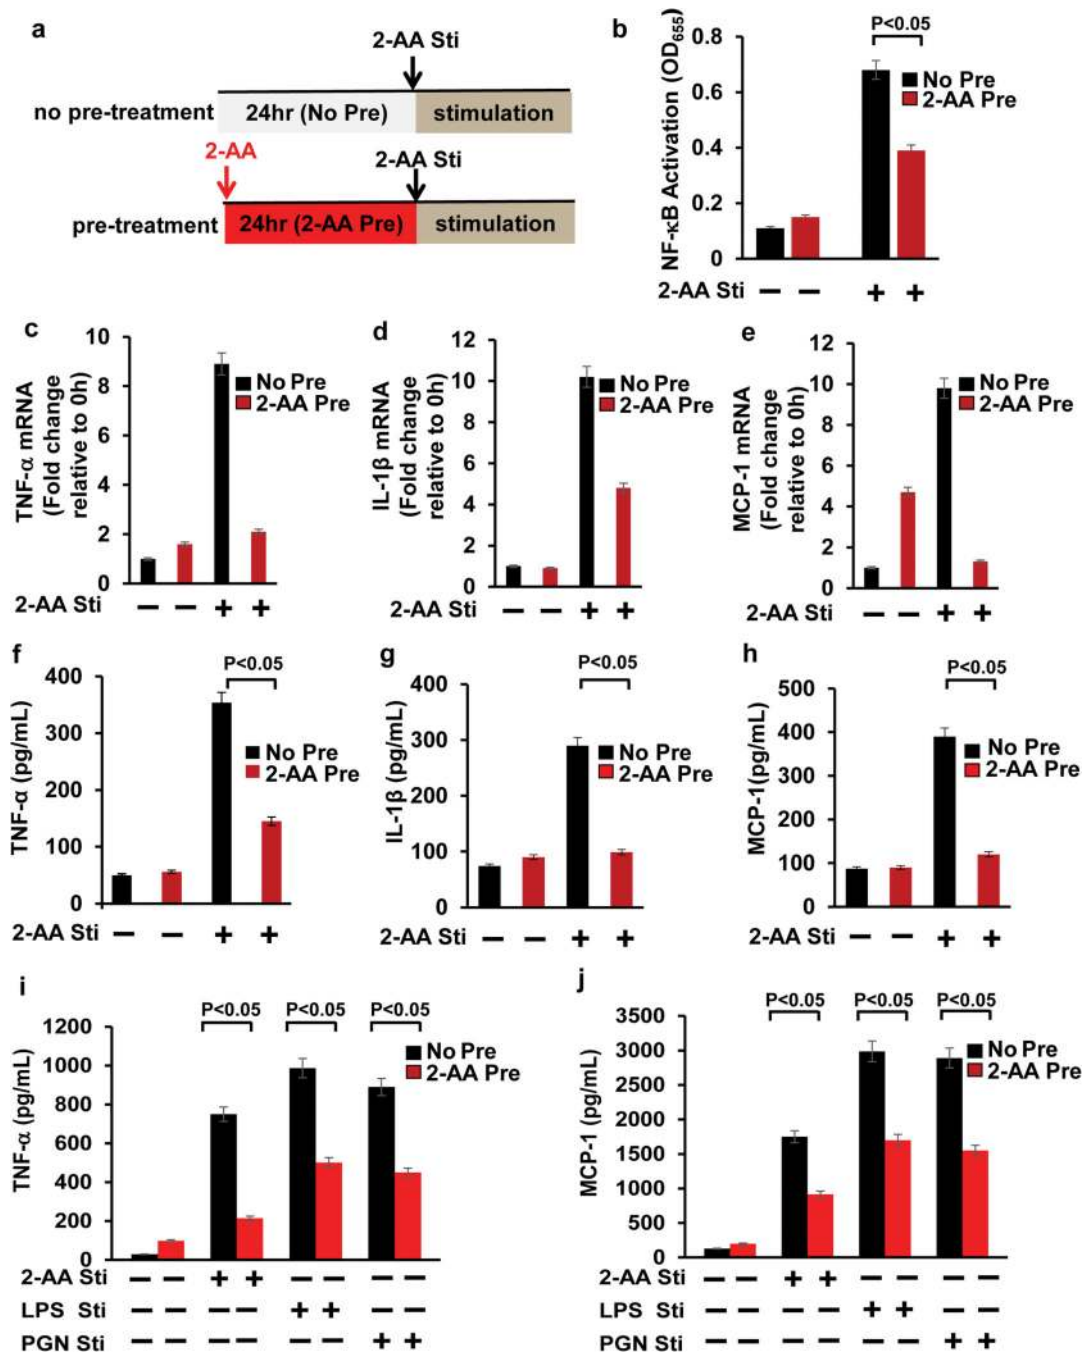 a
2-AA Sti
no pre-treatment 24hr (No Pre) stimulation
2-AA
2-AA Sti
pre-treatment 24hr (2-AA Pre) stimulation
b
P<0.05
NF-κB Activation (OD655)
0.8
0.6
0.4
0.2
0
No Pre
2-AA Pre
2-AA Sti − − + +
c
TNF-α mRNA
(Fold change
relative to 0h)
10
8
6
4
2
0
No Pre
2-AA Pre
2-AA Sti − − + +
d
IL-1β mRNA
(Fold change
relative to 0h)
12
10
8
6
4
2
0
No Pre
2-AA Pre
2-AA Sti − − + +
e
MCP-1 mRNA
(Fold change
relative to 0h)
12
10
8
6
4
2
0
No Pre
2-AA Pre
2-AA Sti − − + +
f
P<0.05
TNF-α (pg/mL)
400
300
200
100
0
No Pre
2-AA Pre
2-AA Sti − − + +
g
P<0.05
IL-1β (pg/mL)
400
300
200
100
0
No Pre
2-AA Pre
2-AA Sti − − + +
h
P<0.05
MCP-1(pg/mL)
500
400
300
200
100
0
No Pre
2-AA Pre
2-AA Sti − − + +
i
P<0.05 P<0.05 P<0.05
TNF-α (pg/mL)
1200
1000
800
600
400
200
0
No Pre
2-AA Pre
2-AA Sti − − + + − − − −
LPS Sti − − − − + + − −
PGN Sti − − − − − − + +
j
P<0.05 P<0.05 P<0.05
MCP-1 (pg/mL)
3500
3000
2500
2000
1500
1000
500
0
No Pre
2-AA Pre
2-AA Sti − − + + − − − −
LPS Sti − − − − + + − −
PGN Sti − − − − − − + +